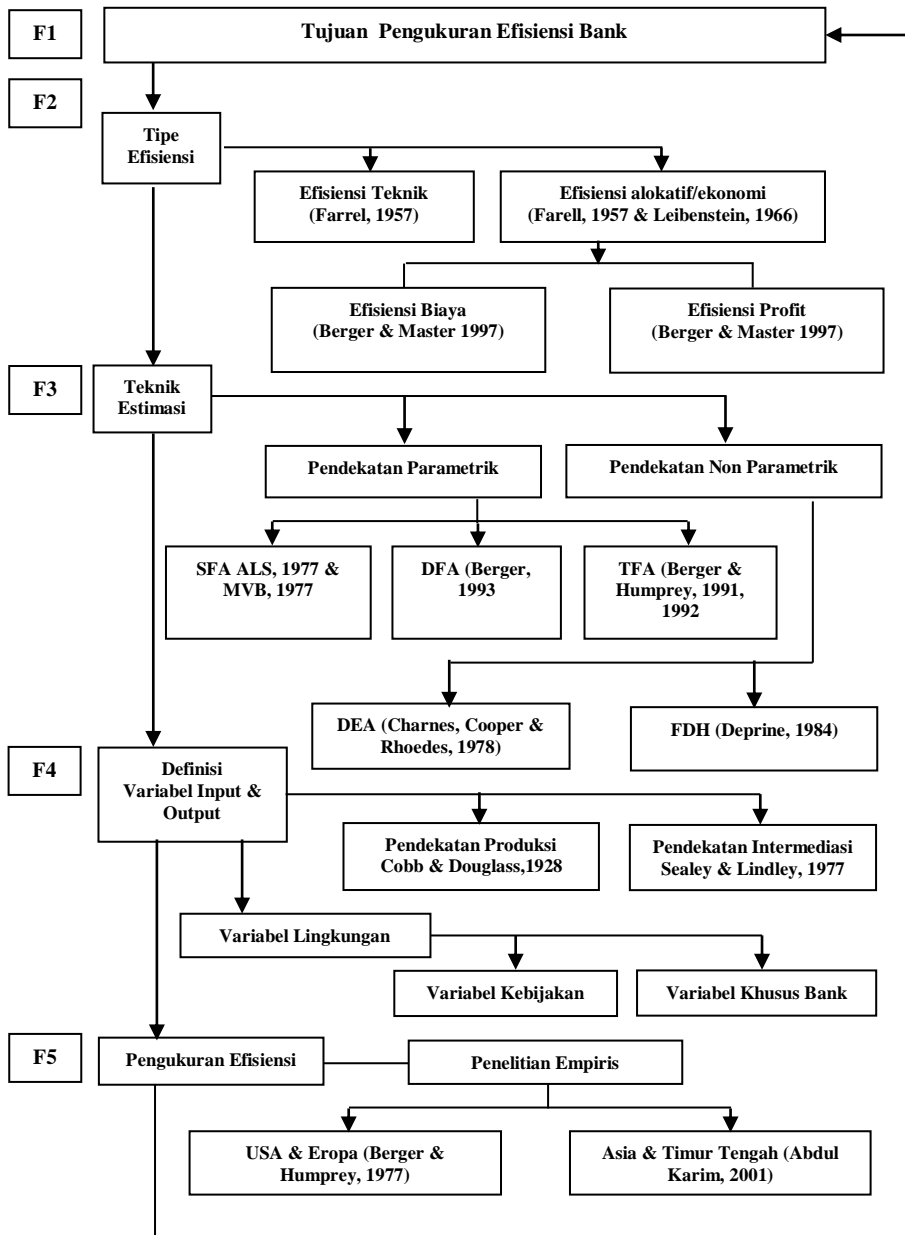 F1
Tujuan Pengukuran Efisiensi Bank
F2
Tipe
Efisiensi
Efisiensi Teknik
(Farrel, 1957)
Efisiensi alokatif/ekonomi
(Farell, 1957 & Leibenstein, 1966)
Efisiensi Biaya
(Berger & Master 1997)
Efisiensi Profit
(Berger & Master 1997)
F3
Teknik
Estimasi
Pendekatan Parametrik
Pendekatan Non Parametrik
SFA ALS, 1977 &
MVB, 1977
DFA (Berger,
1993
TFA (Berger &
Humprey, 1991,
1992
DEA (Charnes, Cooper &
Rhoedes, 1978)
FDH (Deprine, 1984)
F4
Definisi
Variabel Input &
Output
Pendekatan Produksi
Cobb & Douglass,1928
Pendekatan Intermediasi
Sealey & Lindley, 1977
Variabel Lingkungan
Variabel Kebijakan
Variabel Khusus Bank
F5
Pengukuran Efisiensi
Penelitian Empiris
USA & Eropa (Berger &
Humprey, 1977)
Asia & Timur Tengah (Abdul
Karim, 2001)